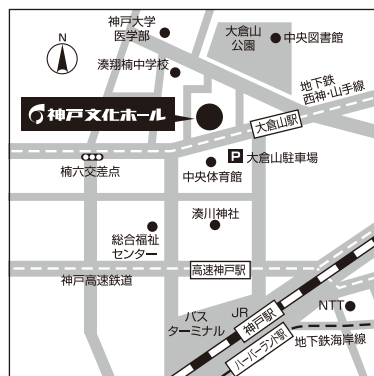 神戸大学
医学部
大倉山
公園
中央図書館
N
湊翔楠中学校
地下鉄
西神・山手線
神戸文化ホール
大倉山駅
P 大倉山駐車場
楠六交差点
中央体育館
湊川神社
総合福祉
センター
高速神戸駅
神戸高速鉄道
バス
ターミナル
JR
神戸駅
NTT
ハーバーランド駅
地下鉄海岸線